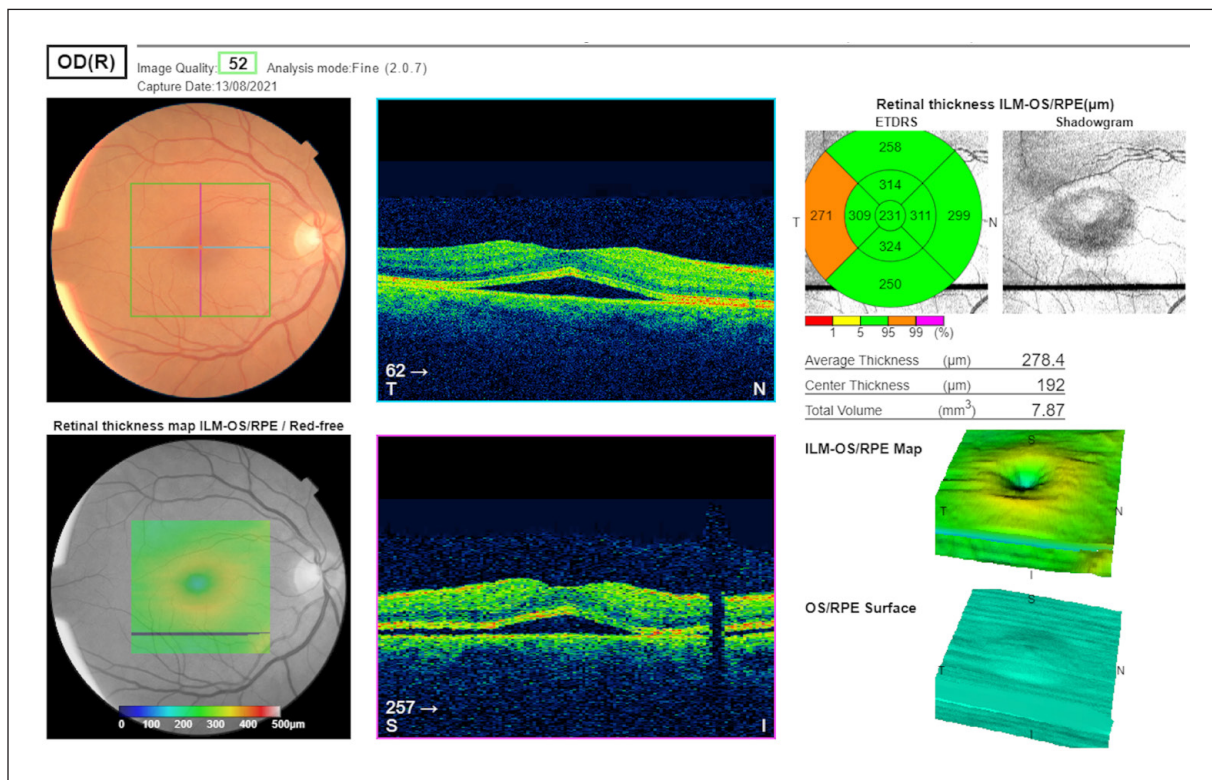 OD(R)
Image Quality: 52 Analysis mode:Fine (2.0.7)
Capture Date:13/08/2021
62 →
T N
Retinal thickness ILM-OS/RPE(µm)
ETDRS Shadowgram
258
314
T 271 309 231 311 299 N
324
250
1 5 95 99 (%)
Average Thickness (µm) 278.4
Center Thickness (µm) 192
Total Volume (mm³) 7.87
Retinal thickness map ILM-OS/RPE / Red-free
0 100 200 300 400 500µm
257 →
S I
ILM-OS/RPE Map
S
T N
I
OS/RPE Surface
S
T N
I